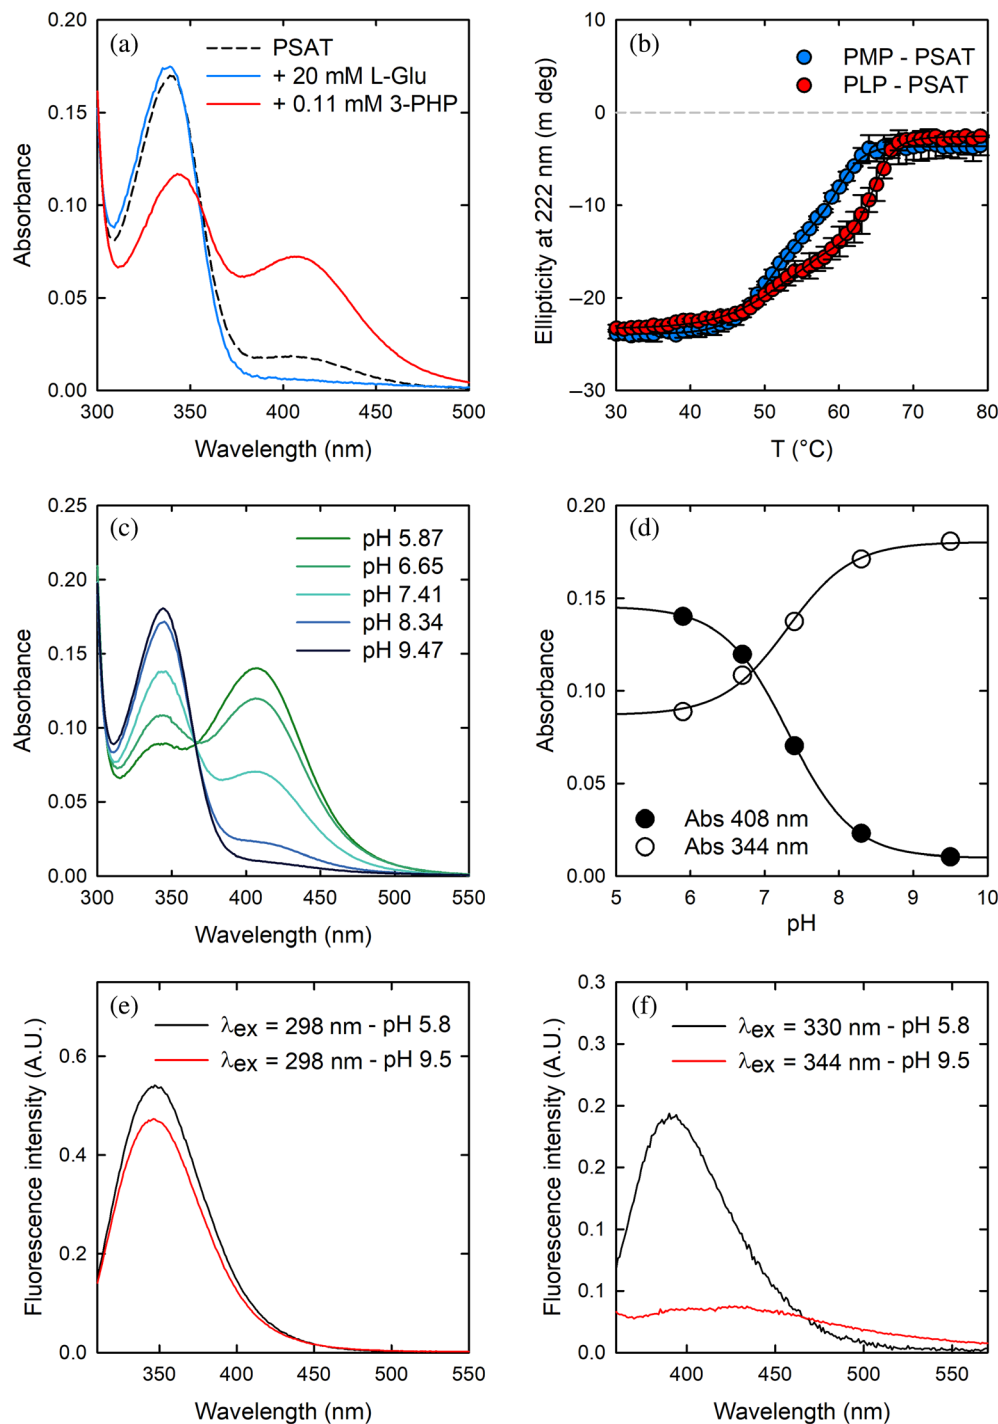 (a)
PSAT
+ 20 mM L-Glu
+ 0.11 mM 3-PHP
0.20
0.15
0.10
0.05
0.00
Absorbance
300 350 400 450 500
Wavelength (nm)
(b)
PMP - PSAT
PLP - PSAT
0
−10
−20
−30
Ellipticity at 222 nm (m deg)
30 40 50 60 70 80
T (°C)
(c)
pH 5.87
pH 6.65
pH 7.41
pH 8.34
pH 9.47
0.25
0.20
0.15
0.10
0.05
0.00
Absorbance
300 350 400 450 500 550
Wavelength (nm)
(d)
0.20
0.15
0.10
0.05
0.00
Absorbance
Abs 408 nm
Abs 344 nm
5 6 7 8 9 10
pH
(e)
λex = 298 nm - pH 5.8
λex = 298 nm - pH 9.5
0.6
0.4
0.2
0.0
Fluorescence intensity (A.U.)
350 400 450 500 550
Wavelength (nm)
(f)
λex = 330 nm - pH 5.8
λex = 344 nm - pH 9.5
0.3
0.3
0.2
0.2
0.1
0.1
0.0
Fluorescence intensity (A.U.)
400 450 500 550
Wavelength (nm)